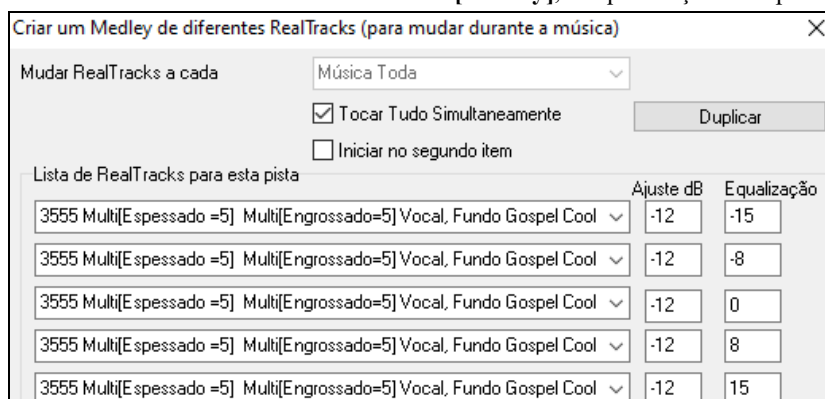 Criar um Medley de diferentes RealTracks (para mudar durante a música)
Mudar RealTracks a cada Música Toda
Tocar Tudo Simultaneamente Duplicar
Iniciar no segundo item
Lista de RealTracks para esta pista Ajuste dB Equalização
3555 Multi[Espessado =5] Multi[Engrossado=5] Vocal, Fundo Gospel Cool -12 -15
3555 Multi[Espessado =5] Multi[Engrossado=5] Vocal, Fundo Gospel Cool -12 -8
3555 Multi[Espessado =5] Multi[Engrossado=5] Vocal, Fundo Gospel Cool -12 0
3555 Multi[Espessado =5] Multi[Engrossado=5] Vocal, Fundo Gospel Cool -12 8
3555 Multi[Espessado =5] Multi[Engrossado=5] Vocal, Fundo Gospel Cool -12 15